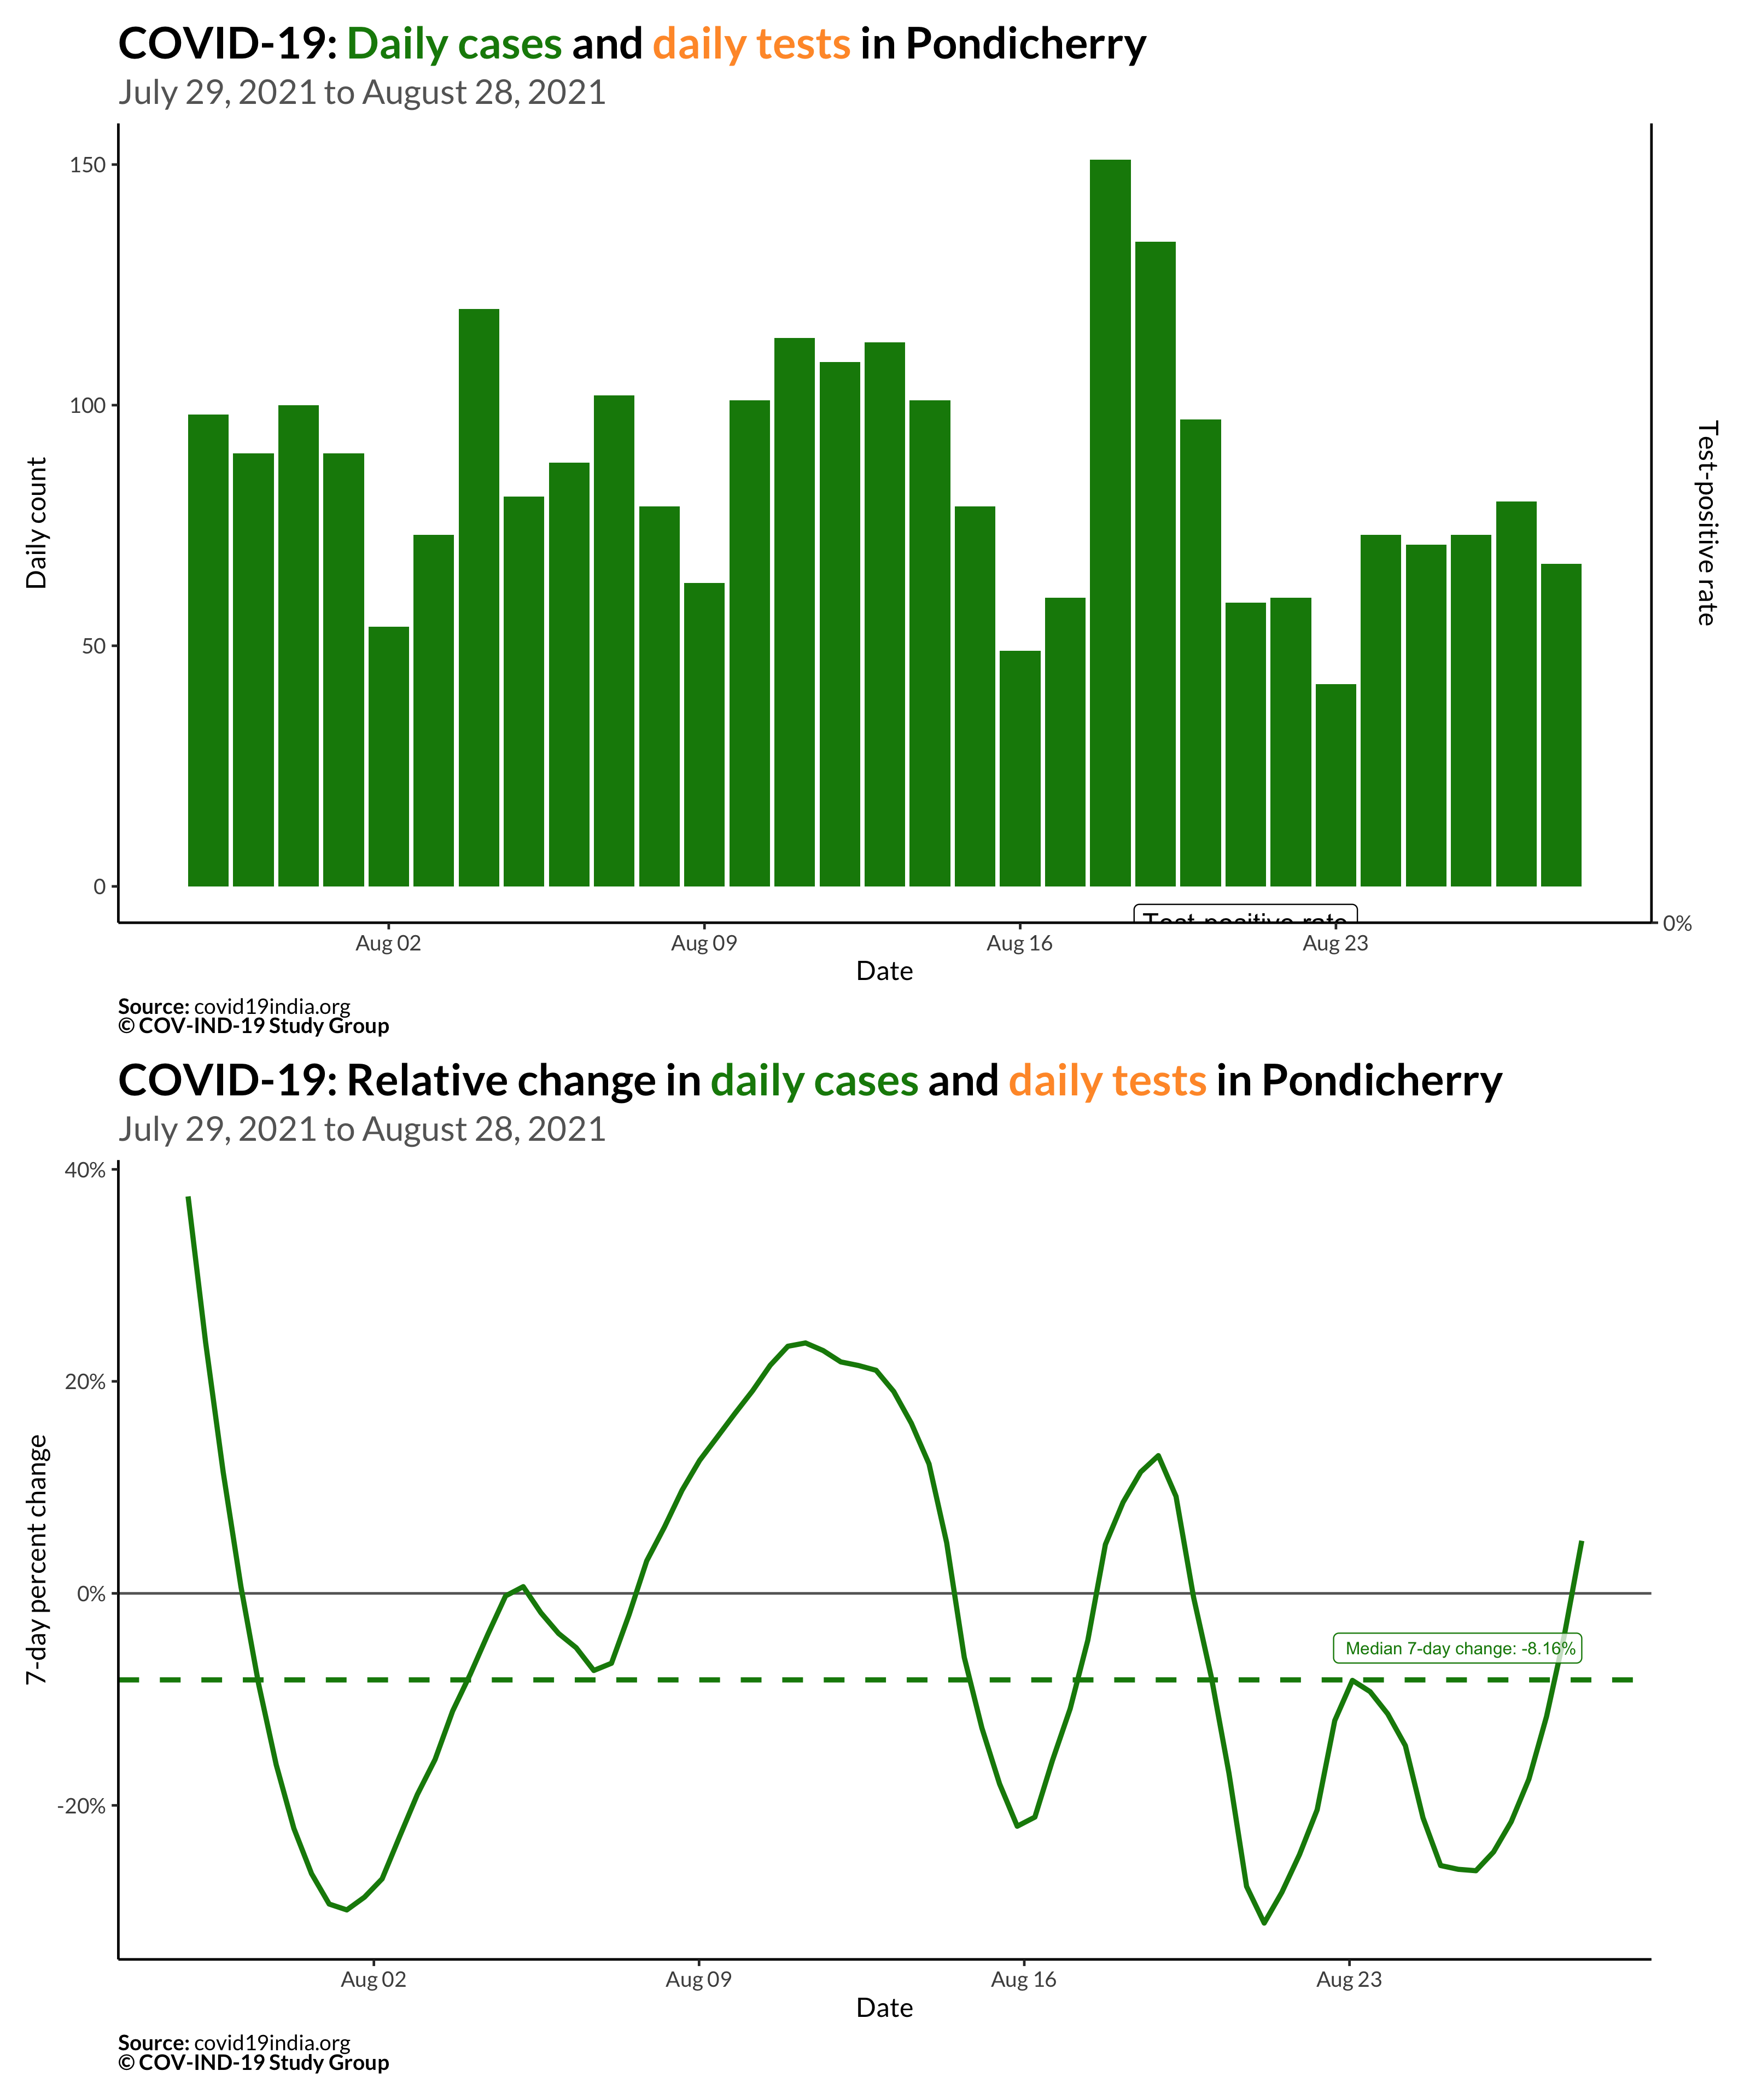 COVID-19: Daily cases and daily tests in Pondicherry
July 29, 2021 to August 28, 2021
150
100
50
0
Daily count
Test-positive rate
Test-positive rate
0%
Aug 02
Aug 09
Aug 16
Aug 23
Date
Source: covid19india.org
© COV-IND-19 Study Group
COVID-19: Relative change in daily cases and daily tests in Pondicherry
July 29, 2021 to August 28, 2021
40%
20%
0%
-20%
7-day percent change
Median 7-day change: -8.16%
Aug 02
Aug 09
Aug 16
Aug 23
Date
Source: covid19india.org
© COV-IND-19 Study Group